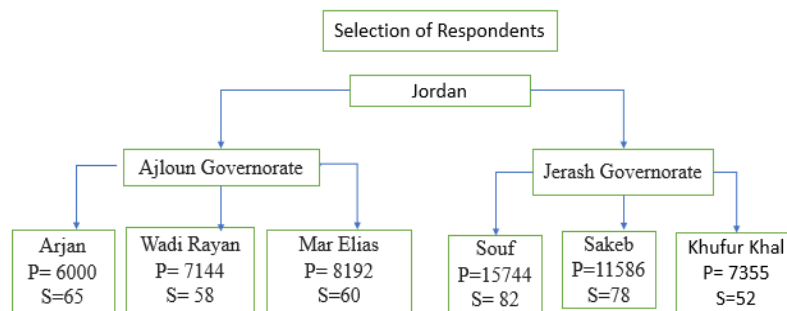 Selection of Respondents
Jordan
Ajloun Governorate
Jerash Governorate
Arjan
P= 6000
S=65
Wadi Rayan
P= 7144
S= 58
Mar Elias
P= 8192
S=60
Souf
P=15744
S= 82
Sakeb
P=11586
S=78
Khufur Khal
P= 7355
S=52